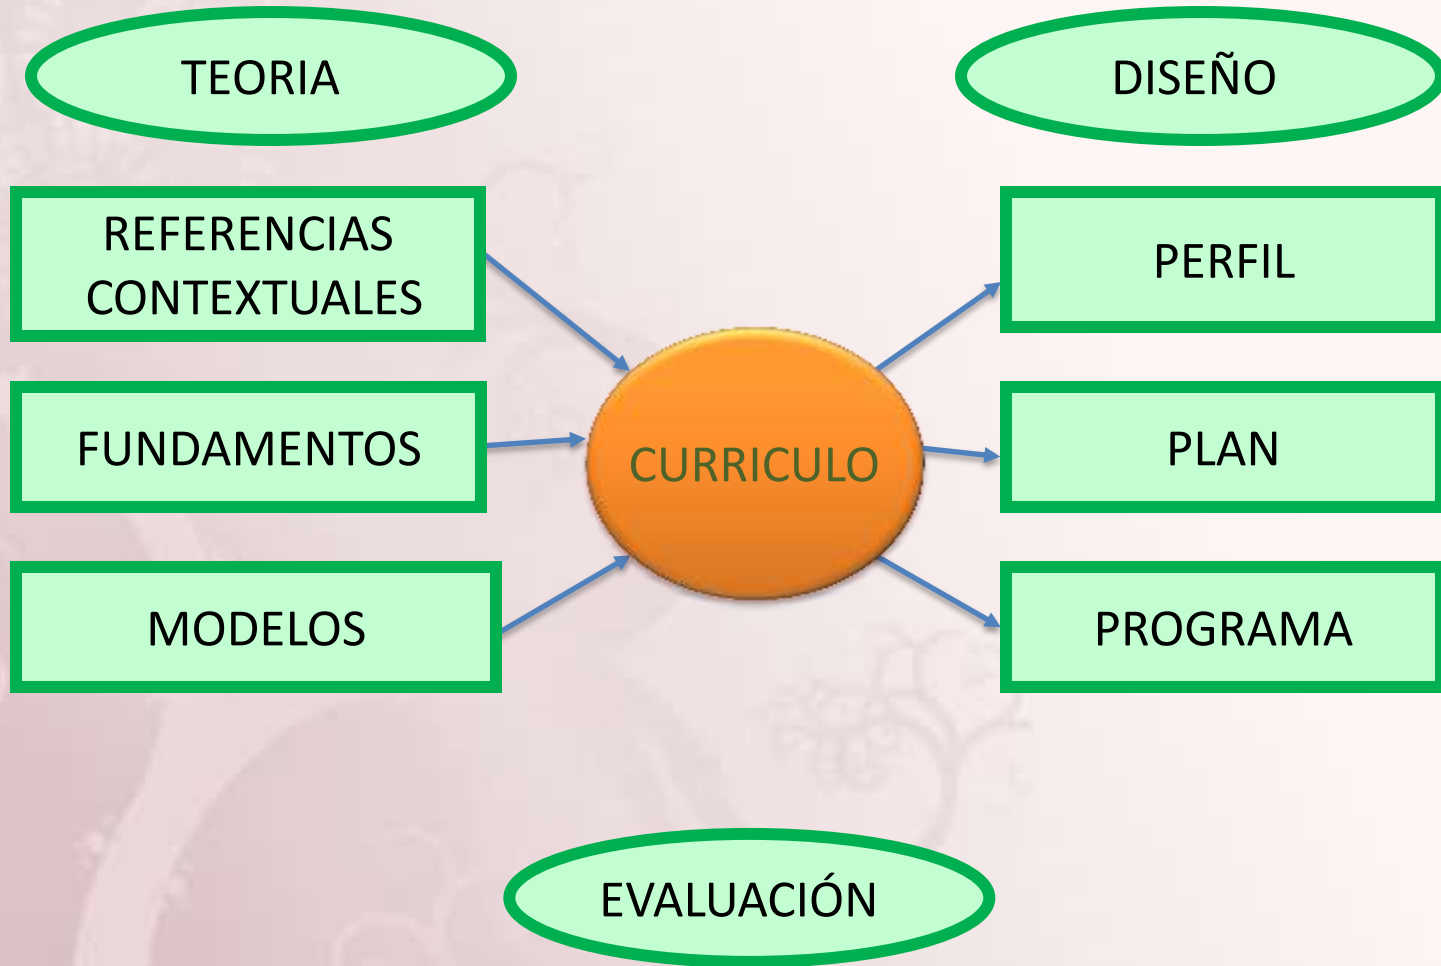 TEORIA
DISEÑO
REFERENCIAS
CONTEXTUALES
PERFIL
FUNDAMENTOS
CURRICULO
PLAN
MODELOS
PROGRAMA
EVALUACIÓN